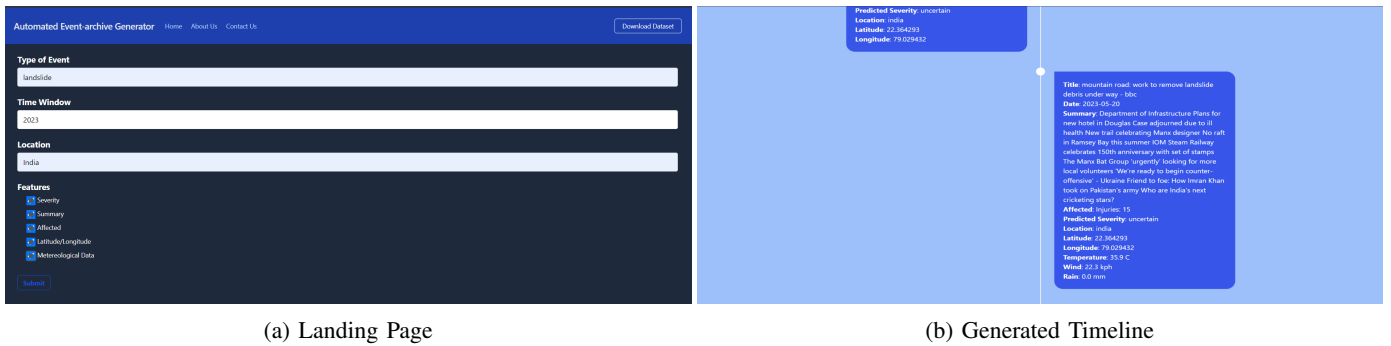 Automated Event-archive Generator Home About Us Contact Us Download Dataset
Type of Event
landslide
Time Window
2023
Location
India
Features
Severity
Summary
Affected
Latitude/Longitude
Metereological Data
Submit
(a) Landing Page
Predicted Severity: uncertain
Location: india
Latitude: 22.364293
Longitude: 79.029432
Title: mountain road: work to remove landslide
debris under way - bbc
Date: 2023-05-20
Summary: Department of Infrastructure Plans for
new hotel in Douglas Case adjourned due to ill
health New trail celebrating Manx designer No raft
in Ramsey Bay this summer IOM Steam Railway
celebrates 150th anniversary with set of stamps
The Manx Bat Group 'urgently' looking for more
local volunteers 'We're ready to begin counter-
offensive' - Ukraine Friend to foe: How Imran Khan
took on Pakistan's army Who are India's next
cricketing stars?
Affected: Injuries: 15
Predicted Severity: uncertain
Location: india
Latitude: 22.364293
Longitude: 79.029432
Temperature: 35.9 C
Wind: 22.3 kph
Rain: 0.0 mm
(b) Generated Timeline